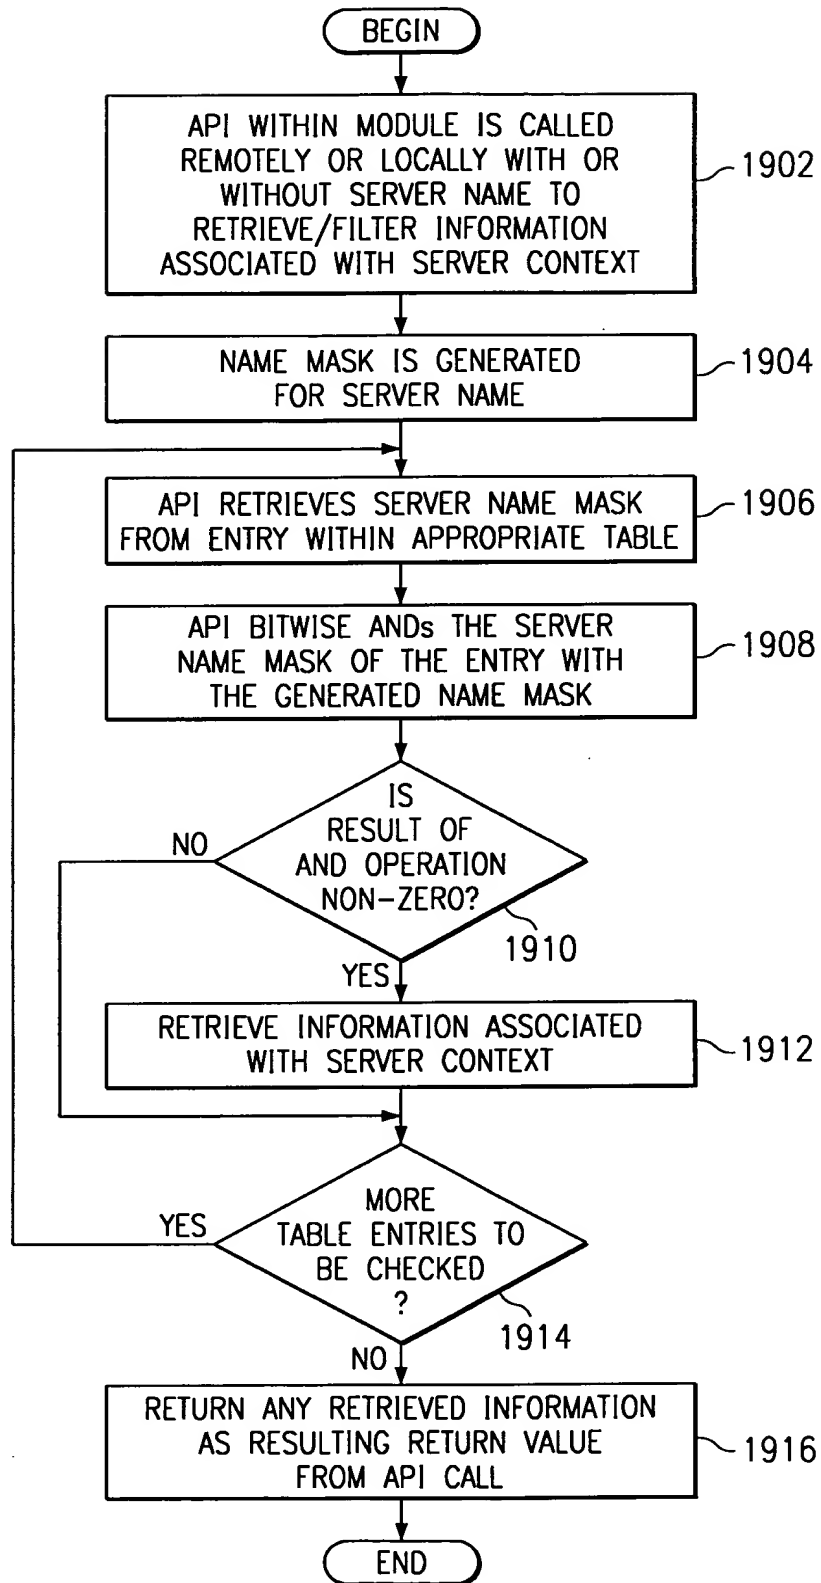 BEGIN
API WITHIN MODULE IS CALLED
REMOTELY OR LOCALLY WITH OR
WITHOUT SERVER NAME TO
RETRIEVE/FILTER INFORMATION
ASSOCIATED WITH SERVER CONTEXT
1902
NAME MASK IS GENERATED
FOR SERVER NAME
1904
API RETRIEVES SERVER NAME MASK
FROM ENTRY WITHIN APPROPRIATE TABLE
1906
API BITWISE ANDs THE SERVER
NAME MASK OF THE ENTRY WITH
THE GENERATED NAME MASK
1908
IS
RESULT OF
AND OPERATION
NON-ZERO?
NO
1910
YES
RETRIEVE INFORMATION ASSOCIATED
WITH SERVER CONTEXT
1912
MORE
TABLE ENTRIES TO
BE CHECKED
?
YES
1914
NO
RETURN ANY RETRIEVED INFORMATION
AS RESULTING RETURN VALUE
FROM API CALL
1916
END